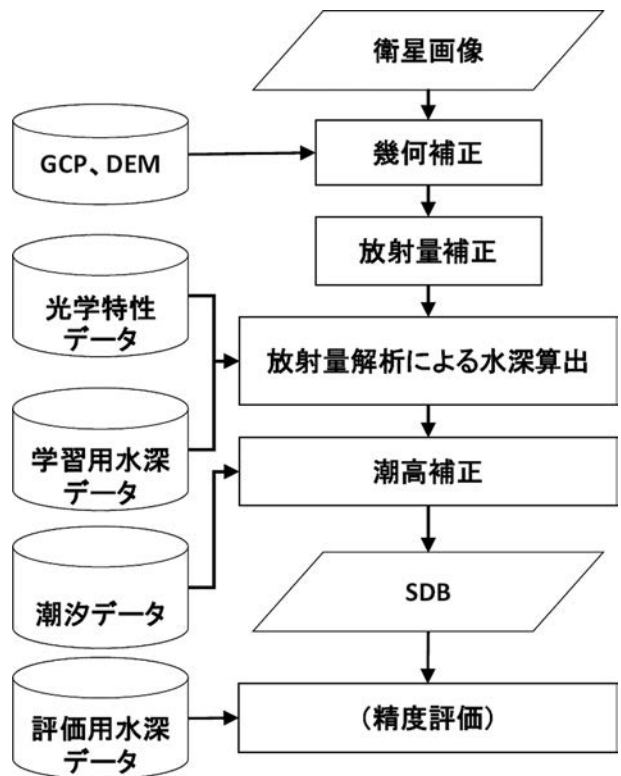 衛星画像
GCP、DEM
幾何補正
放射量補正
光学特性
データ
放射量解析による水深算出
学習用水深
データ
潮高補正
潮汐データ
SDB
評価用水深
データ
(精度評価)